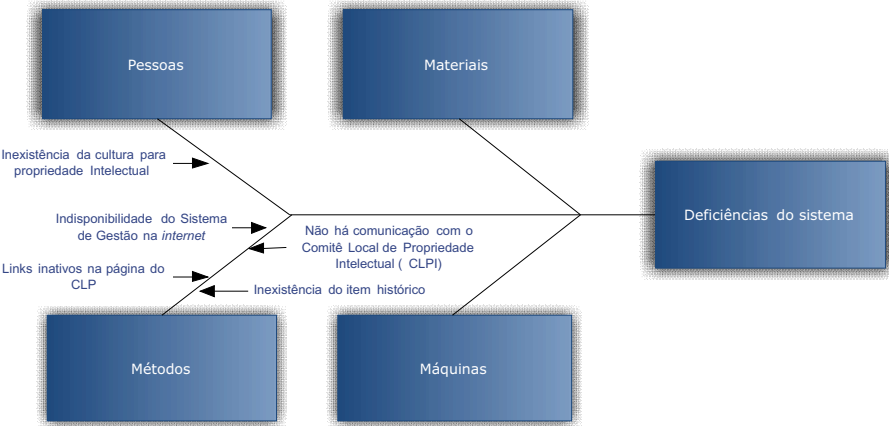 Pessoas
Materiais
Inexistência da cultura para
propriedade Intelectual
Deficiências do sistema
Indisponibilidade do Sistema
de Gestão na internet
Não há comunicação com o
Comitê Local de Propriedade
Intelectual ( CLPI)
Links inativos na página do
CLP
Inexistência do item histórico
Métodos
Máquinas